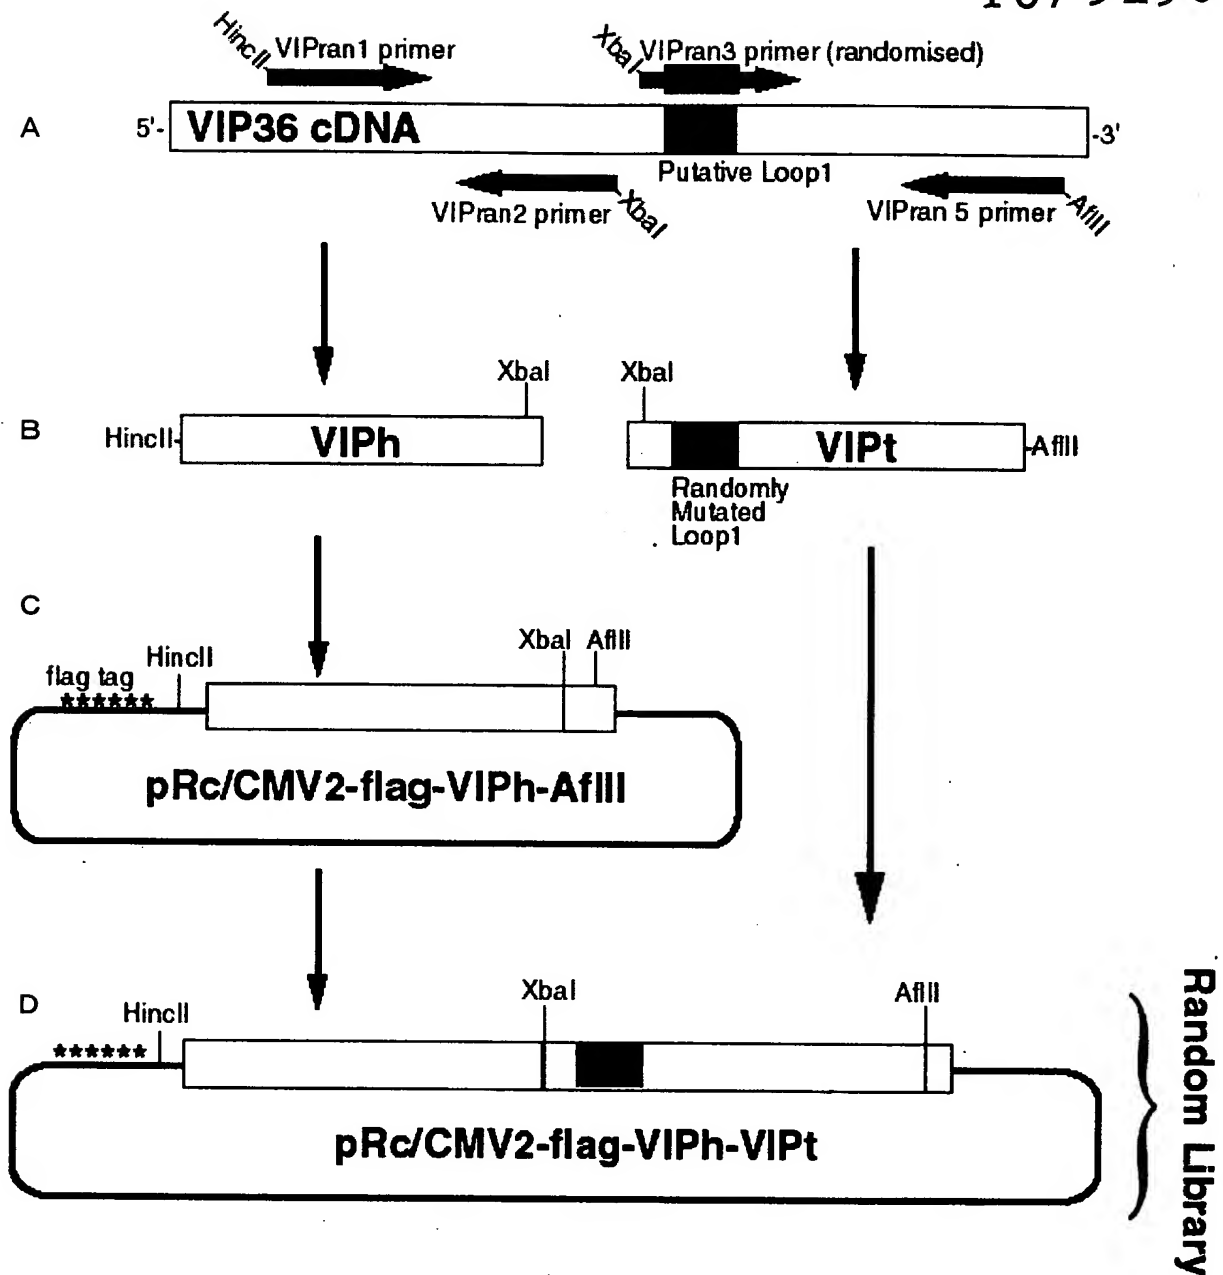 HincII VIPran1 primer
XbaI VIPran3 primer (randomised)
A
5'- VIP36 cDNA -3'
Putative Loop1
VIPran2 primer XbaI
VIPran 5 primer AflII
XbaI XbaI
B
HincII VIPh
VIPt AflII
Randomly
Mutated
Loop1
C
XbaI AflII
HincII
flag tag
******
pRc/CMV2-flag-VIPh-AflII
D
XbaI AflII
HincII
******
pRc/CMV2-flag-VIPh-VIPt
Random Library